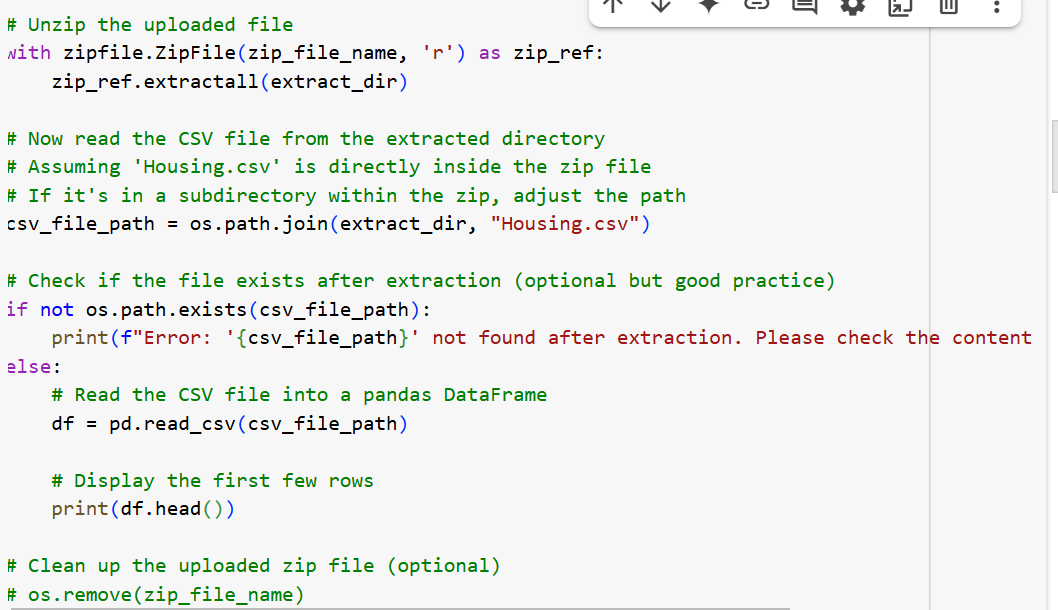 # Unzip the uploaded file
with zipfile.ZipFile(zip_file_name, 'r') as zip_ref:
    zip_ref.extractall(extract_dir)

# Now read the CSV file from the extracted directory
# Assuming 'Housing.csv' is directly inside the zip file
# If it's in a subdirectory within the zip, adjust the path
csv_file_path = os.path.join(extract_dir, "Housing.csv")

# Check if the file exists after extraction (optional but good practice)
if not os.path.exists(csv_file_path):
    print(f"Error: '{csv_file_path}' not found after extraction. Please check the content
else:
    # Read the CSV file into a pandas DataFrame
    df = pd.read_csv(csv_file_path)

    # Display the first few rows
    print(df.head())

# Clean up the uploaded zip file (optional)
# os.remove(zip_file_name)